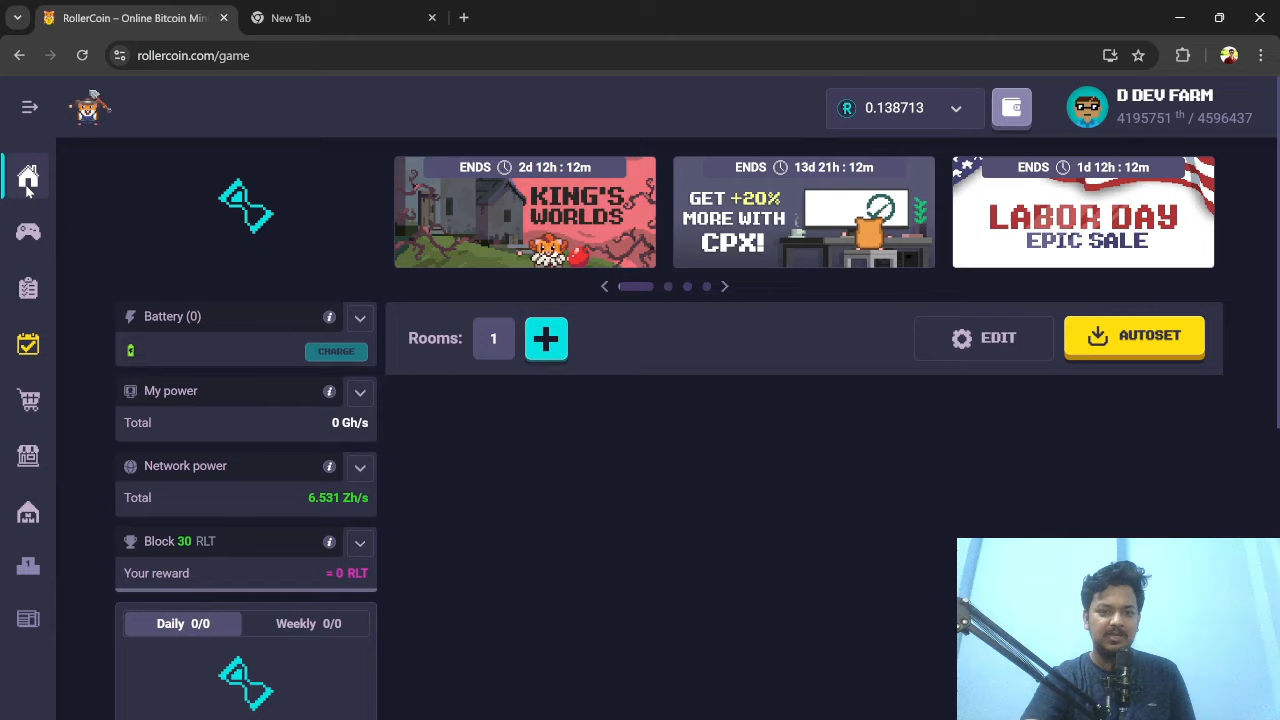 RollerCoin – Online Bitcoin Min
New Tab
rollercoin.com/game
0.138713
D DEV FARM
4195751 th / 4596437
ENDS 2d 12h : 12m
KING'S
WORLDS
ENDS 13d 21h : 12m
GET +20%
MORE WITH
CPX!
ENDS 1d 12h : 12m
LABOR DAY
EPIC SALE
Battery (0)
CHARGE
Rooms: 1
EDIT
AUTOSET
My power
Total 0 Gh/s
Network power
Total 6.531 Zh/s
Block 30 RLT
Your reward = 0 RLT
Daily 0/0 Weekly 0/0